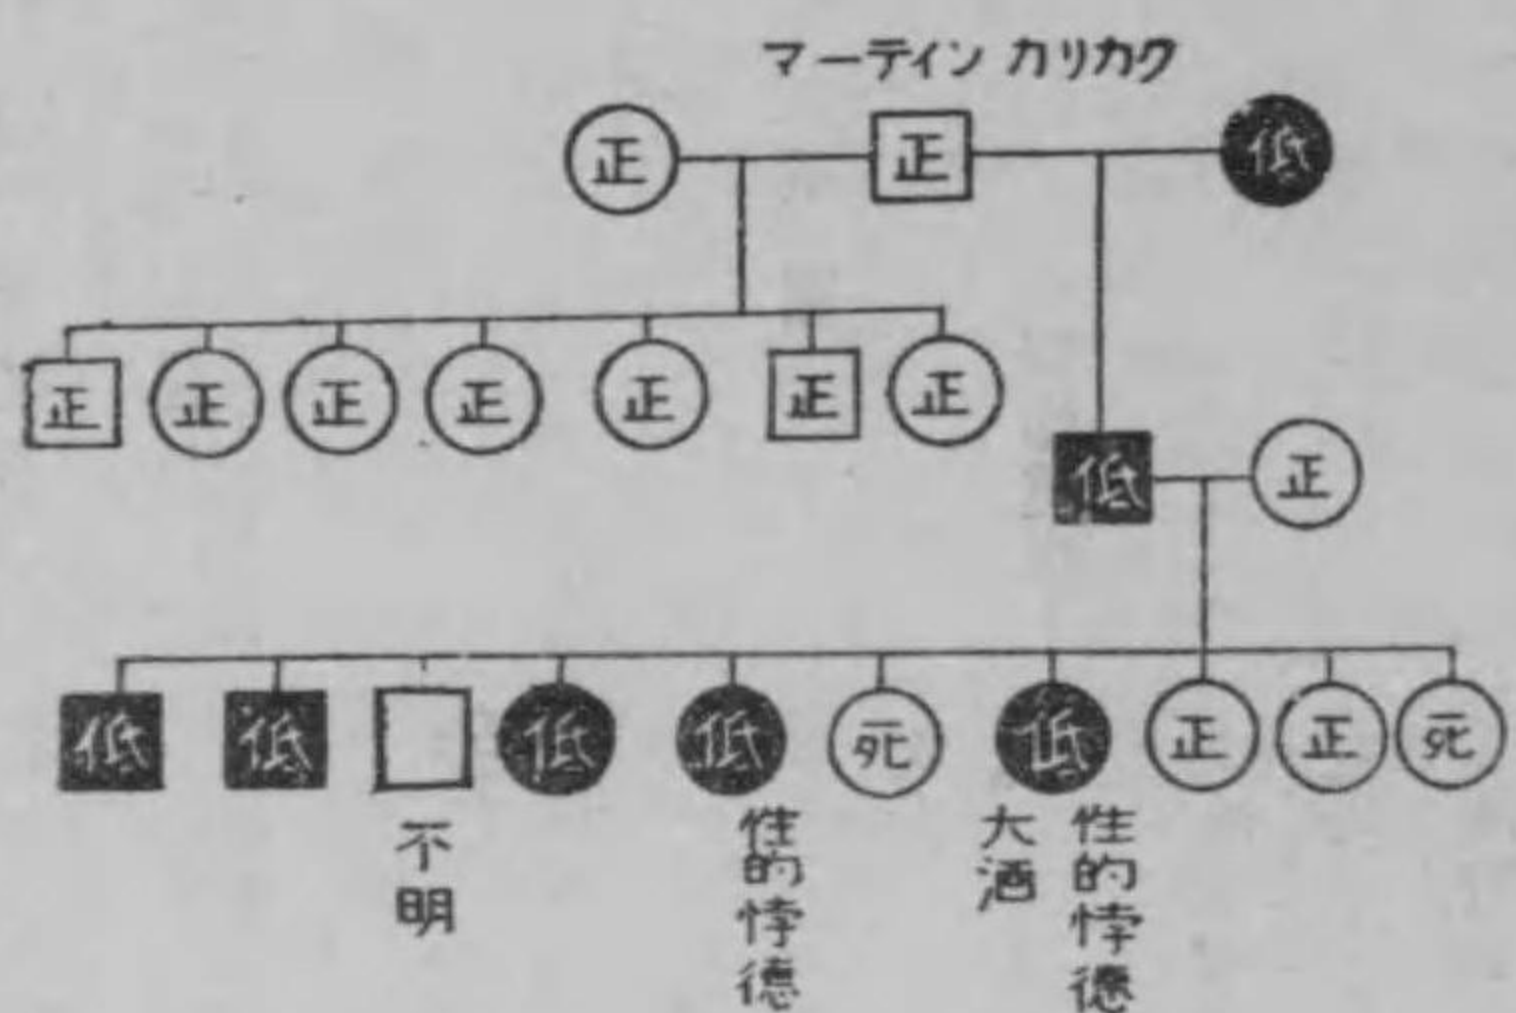 マーティン カリカク
正 正 低
正 正 正 正 正 正 正
低 正
低 低 低 低 死 低 正 正 死
不明
性的悖德
大酒
性的悖德